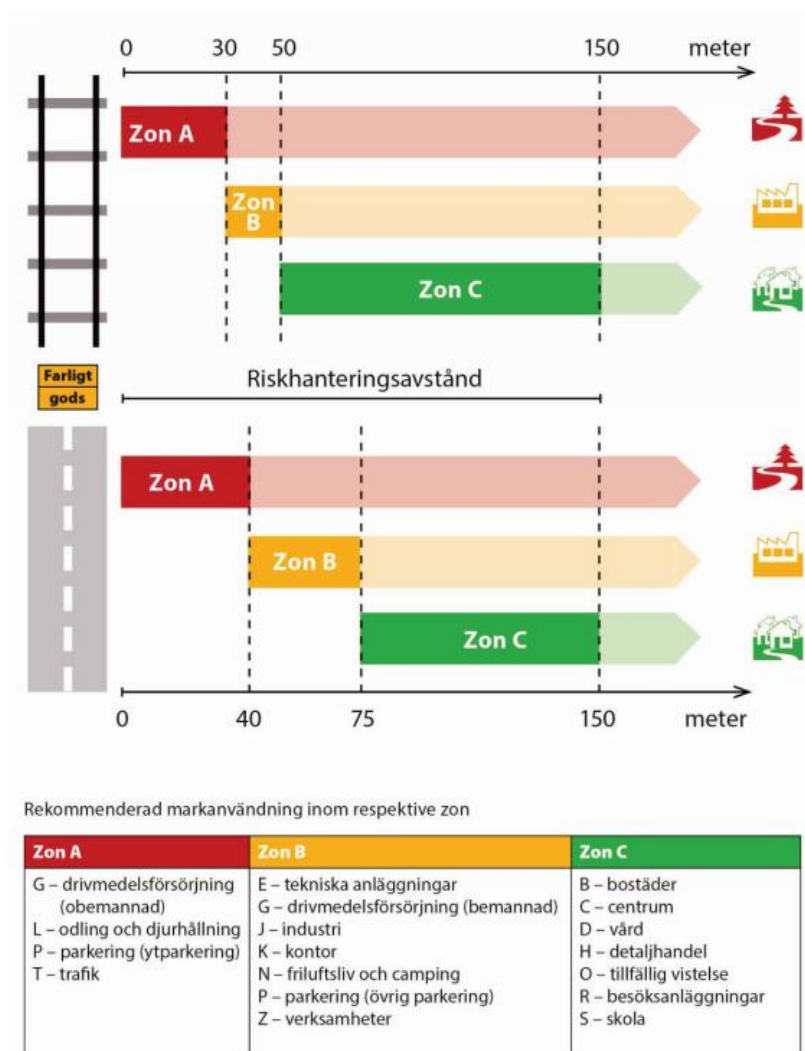 0 30 50 150 meter
Zon A
Zon
B
Zon C
Farligt
gods
Riskhanteringsavstånd
Zon A
Zon B
Zon C
0 40 75 150 meter
Rekommenderad markanvändning inom respektive zon
Zon A
G – drivmedelsförsörjning
(obemannad)
L – odling och djurhållning
P – parkering (ytparkering)
T – trafik
Zon B
E – tekniska anläggningar
G – drivmedelsförsörjning (bemannad)
J – industri
K – kontor
N – friluftsliv och camping
P – parkering (övrig parkering)
Z – verksamheter
Zon C
B – bostäder
C – centrum
D – vård
H – detaljhandel
O – tillfällig vistelse
R – besöksanläggningar
S – skola